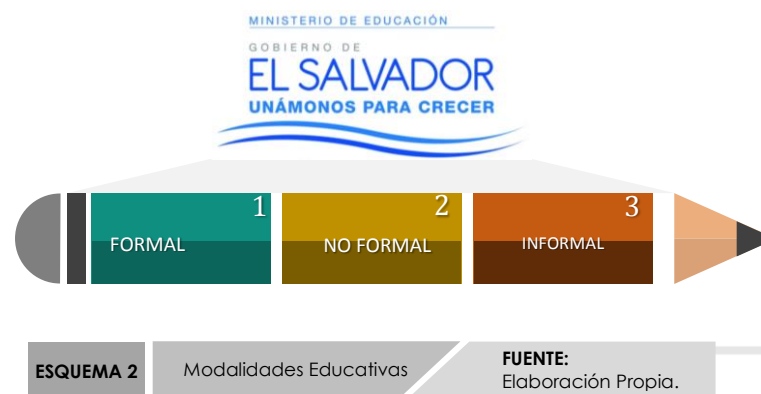 MINISTERIO DE EDUCACIÓN
GOBIERNO DE
EL SALVADOR
UNÁMONOS PARA CRECER
1
FORMAL
2
NO FORMAL
3
INFORMAL
ESQUEMA 2
Modalidades Educativas
FUENTE:
Elaboración Propia.